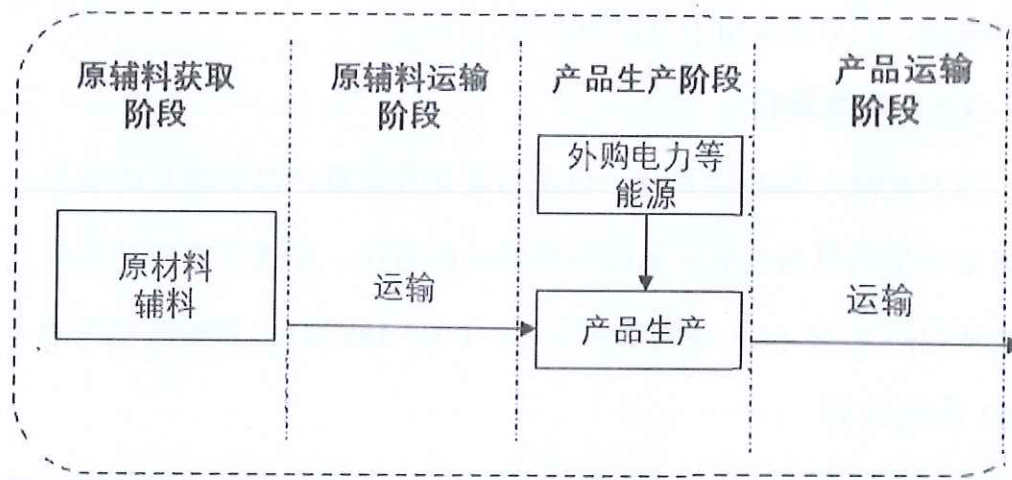 原辅料获取
阶段
原辅料运输
阶段
产品生产阶段
产品运输
阶段
外购电力等
能源
原材料
辅料
运输
产品生产
运输